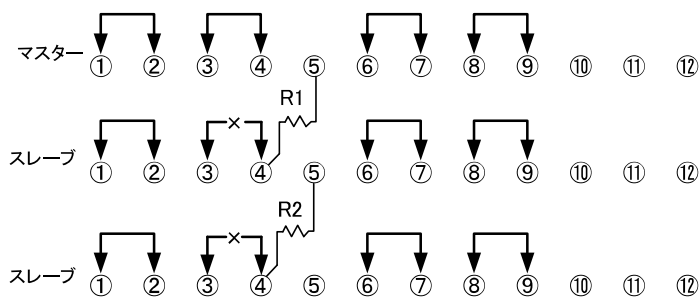 マスター ① ② ③ ④ ⑤ ⑥ ⑦ ⑧ ⑨ ⑩ ⑪ ⑫
R1
スレーブ ① ② ③ ④ ⑤ ⑥ ⑦ ⑧ ⑨ ⑩ ⑪ ⑫
R2
スレーブ ① ② ③ ④ ⑤ ⑥ ⑦ ⑧ ⑨ ⑩ ⑪ ⑫